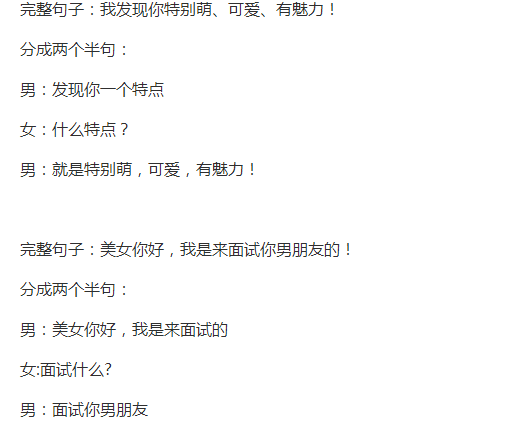 完整句子：我发现你特别萌、可爱、有魅力！
分成两个半句：
男：发现你一个特点
女：什么特点？
男：就是特别萌，可爱，有魅力！
完整句子：美女你好，我是来面试你男朋友的！
分成两个半句：
男：美女你好，我是来面试的
女:面试什么?
男：面试你男朋友